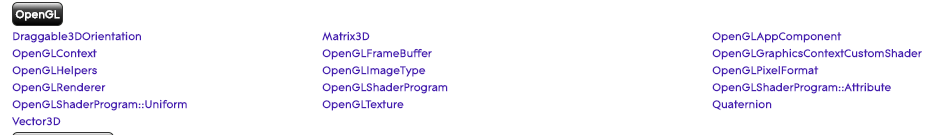 OpenGL
Draggable3DOrientation Matrix3D OpenGLAppComponent
OpenGLContext OpenGLFrameBuffer OpenGLGraphicsContextCustomShader
OpenGLHelpers OpenGLImageType OpenGLPixelFormat
OpenGLRenderer OpenGLShaderProgram OpenGLShaderProgram::Attribute
OpenGLShaderProgram::Uniform OpenGLTexture Quaternion
Vector3D